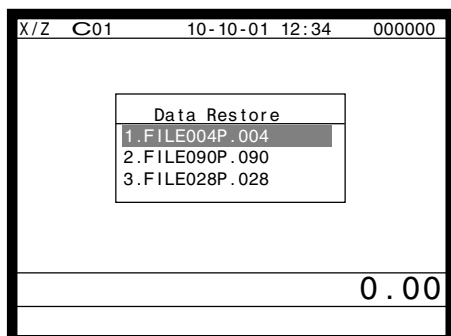 X/Z C01 10-10-01 12:34 000000
Data Restore
1.FILE004P.004
2.FILE090P.090
3.FILE028P.028
0.00